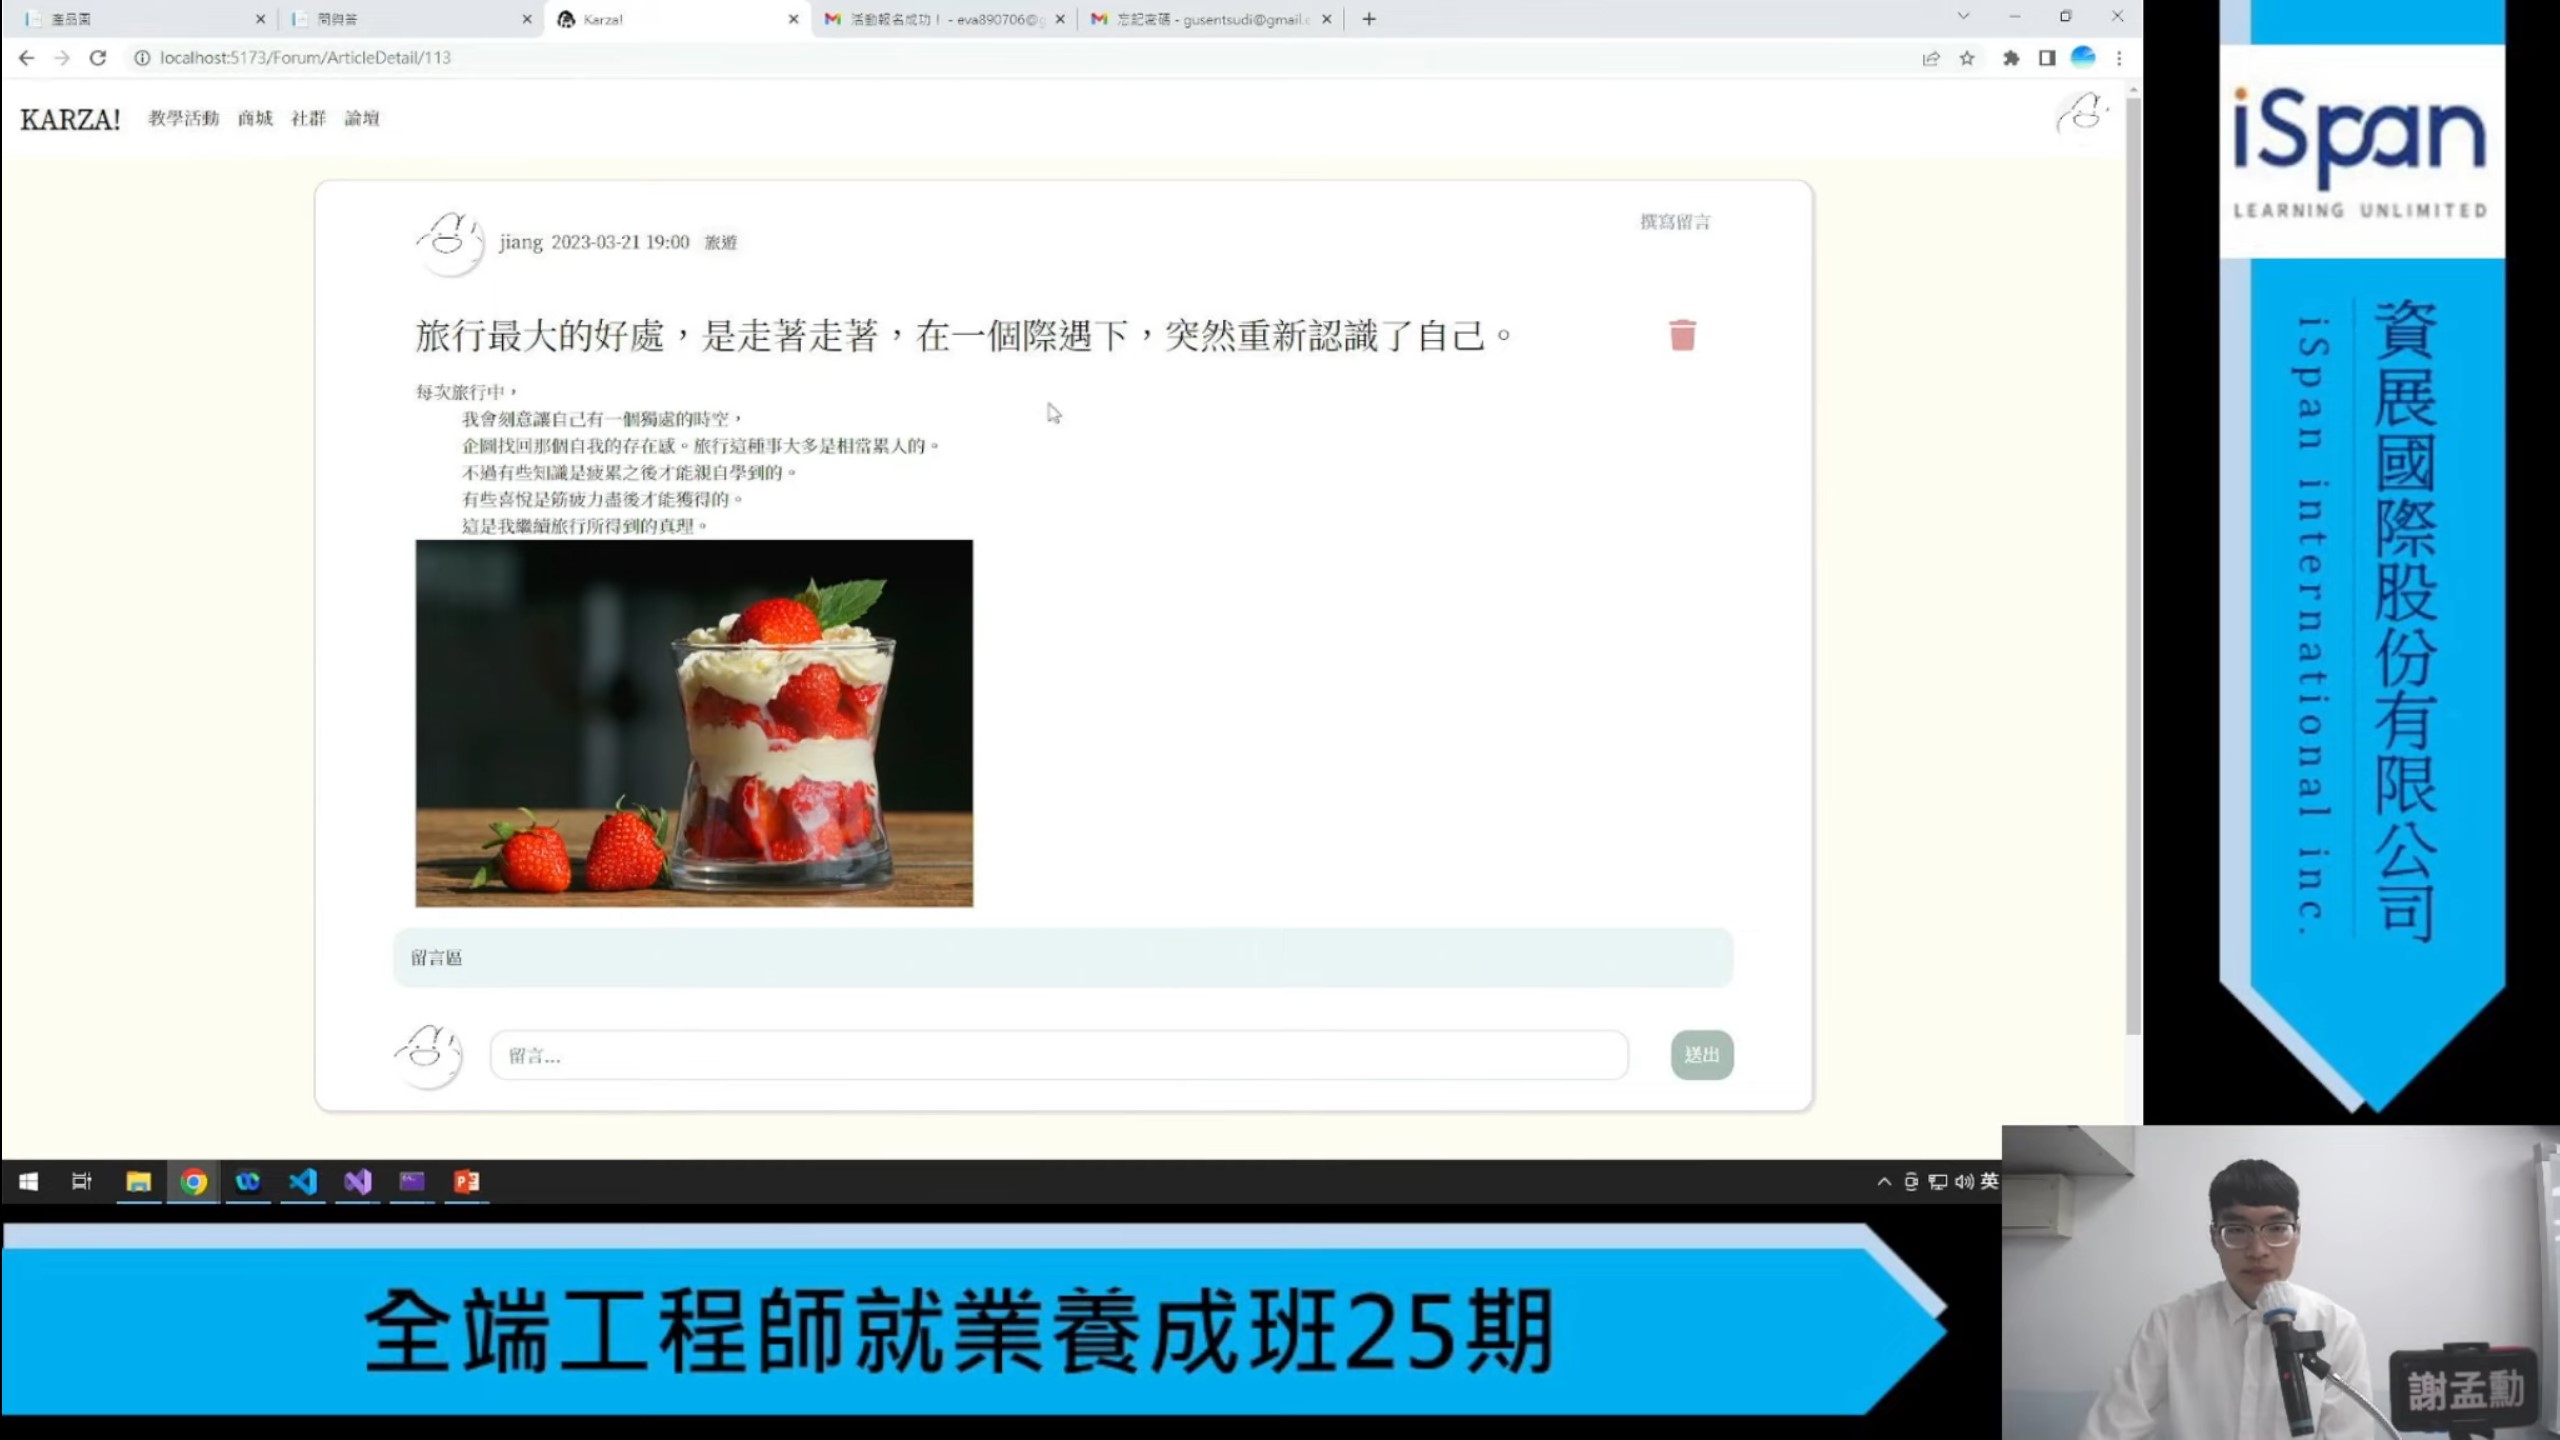 產品園
問與答
Karza!
活動報名成功！ - eva890706@g
忘記密碼 - gusentsudi@gmail.c
localhost:5173/Forum/ArticleDetail/113
KARZA! 教學活動 商城 社群 論壇
jiang 2023-03-21 19:00 旅遊
撰寫留言
旅行最大的好處，是走著走著，在一個際遇下，突然重新認識了自己。
每次旅行中，
我會刻意讓自己有一個獨處的時空，
企圖找回那個自我的存在感。旅行這種事大多是相當累人的。
不過有些知識是疲累之後才能親自學到的。
有些喜悅是筋疲力盡後才能獲得的。
這是我繼續旅行所得到的真理。
留言區
留言...
送出
英
iSpan
LEARNING UNLIMITED
資展國際股份有限公司
iSpan international inc.
全端工程師就業養成班25期
謝孟勳